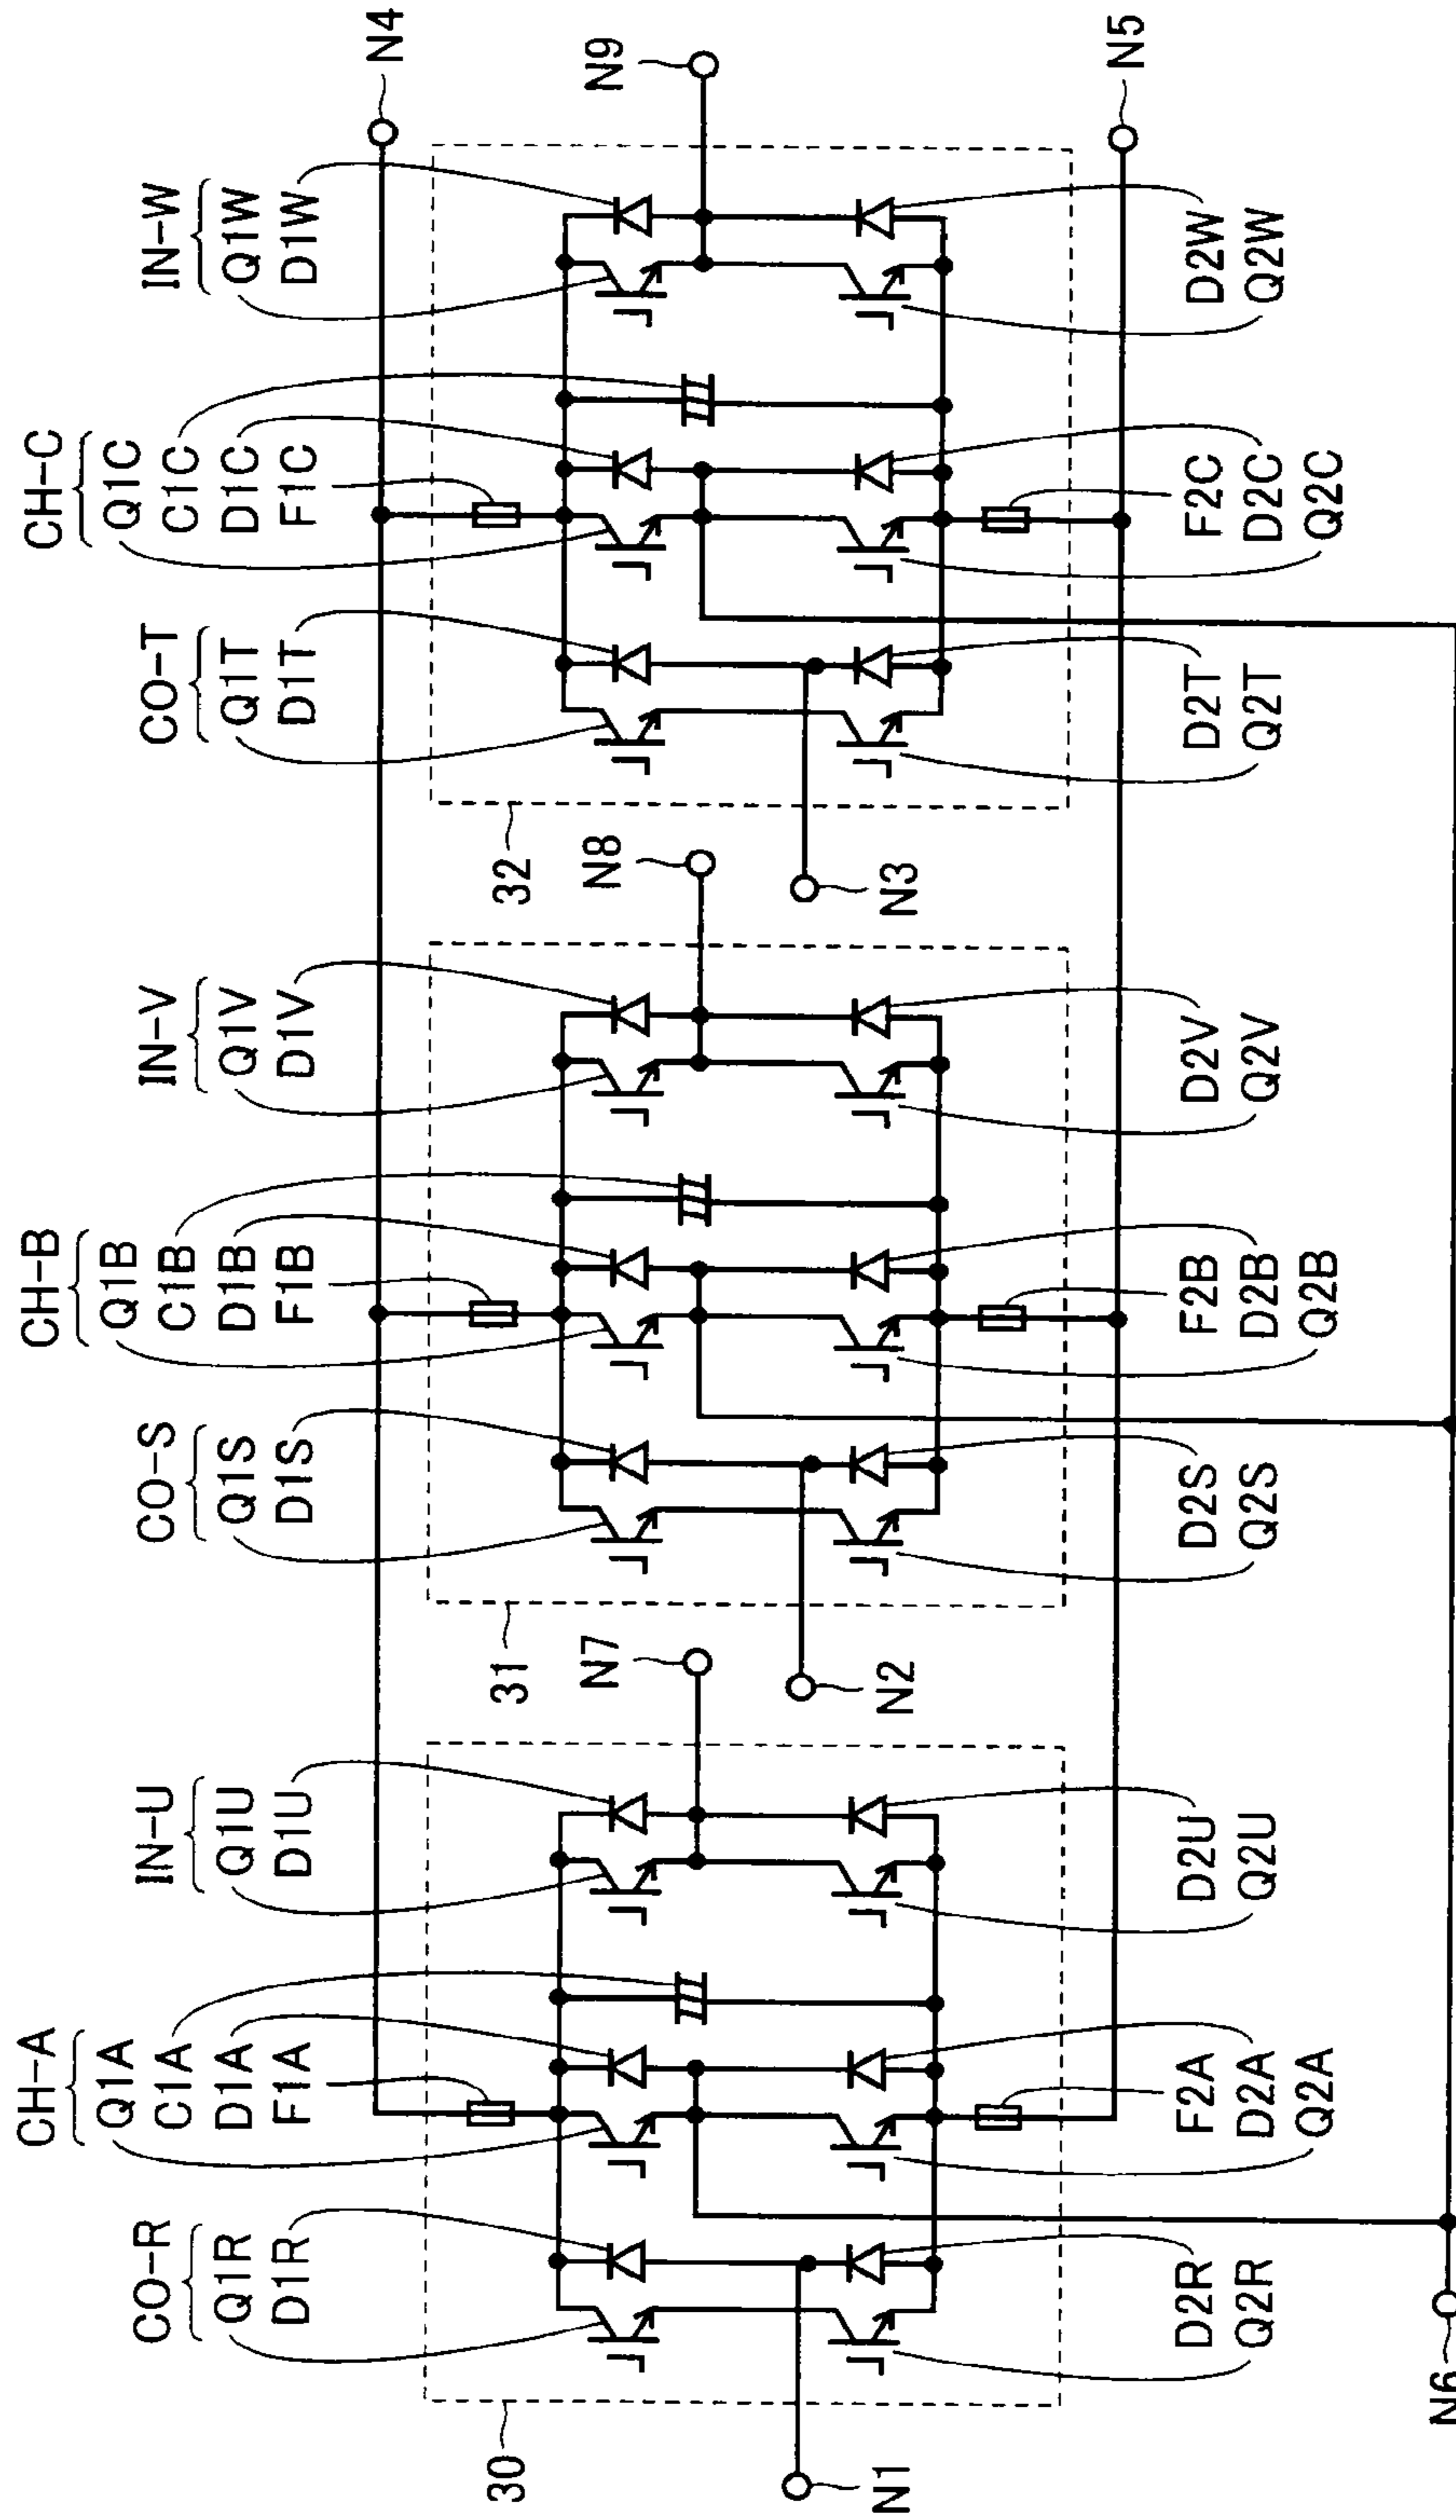 CO-R
Q1R
D1R
CH-A
Q1A
C1A
D1A
F1A
IN-U
Q1U
D1U
CO-S
Q1S
D1S
CH-B
Q1B
C1B
D1B
F1B
IN-V
Q1V
D1V
CO-T
Q1T
D1T
CH-C
Q1C
C1C
D1C
F1C
IN-W
Q1W
D1W
N4
30
N7
31
N8
32
N9
N1
N2
N3
N5
D2R
Q2R
F2A
D2A
Q2A
D2U
Q2U
D2S
Q2S
F2B
D2B
Q2B
D2V
Q2V
D2T
Q2T
F2C
D2C
Q2C
D2W
Q2W
N6